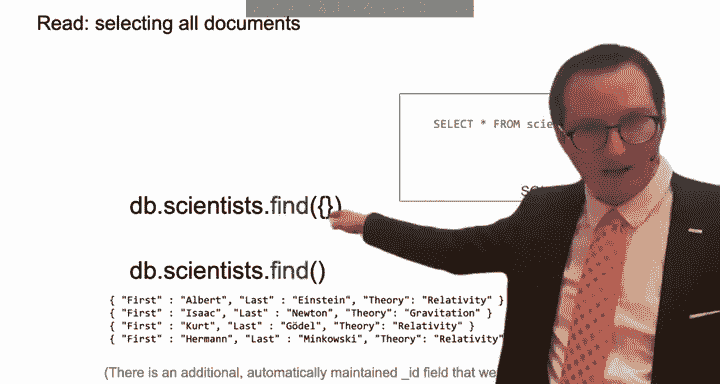 Read: selecting all documents
SELECT * FROM
db.scientists.find({})
db.scientists.find()
{ "First" : "Albert", "Last" : "Einstein", "Theory": "Relativity" }
{ "First" : "Isaac", "Last" : "Newton", "Theory": "Gravitation" }
{ "First" : "Kurt", "Last" : "Gödel", "Theory": "Relativity" }
{ "First" : "Hermann", "Last" : "Minkowski", "Theory": "Relativity"
(There is an additional, automatically maintained _id field that we